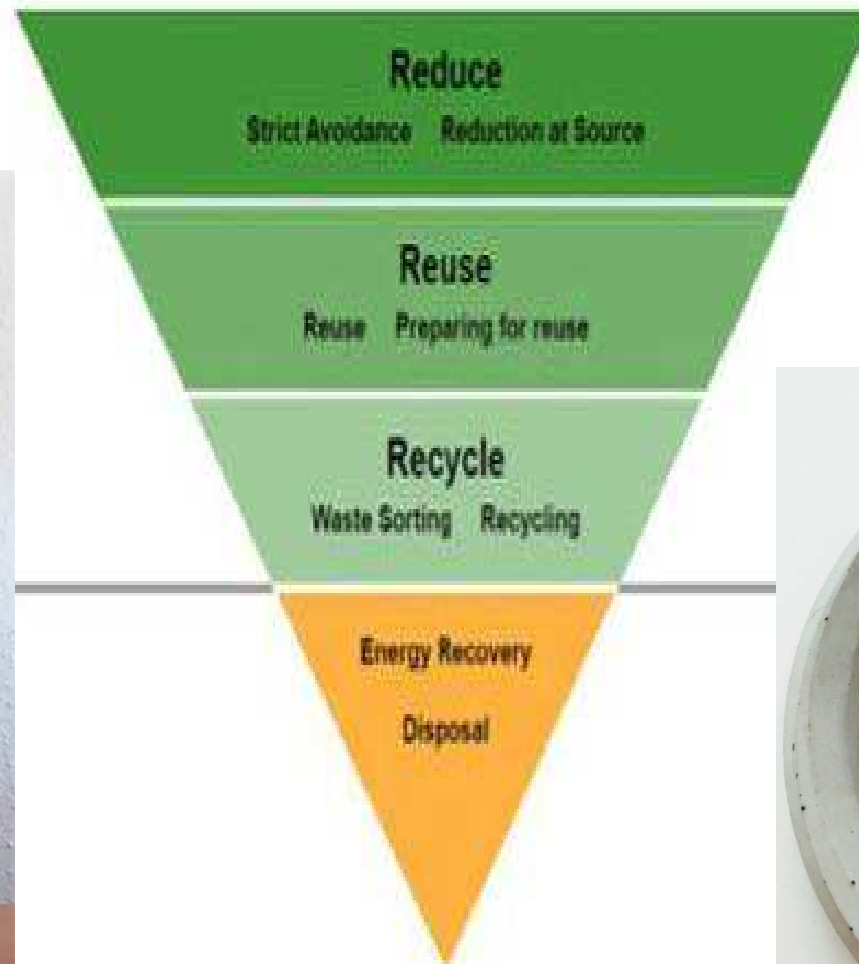 Reduce
Strict Avoidance Reduction at Source
Reuse
Reuse Preparing for reuse
Recycle
Waste Sorting Recycling
Energy Recovery
Disposal